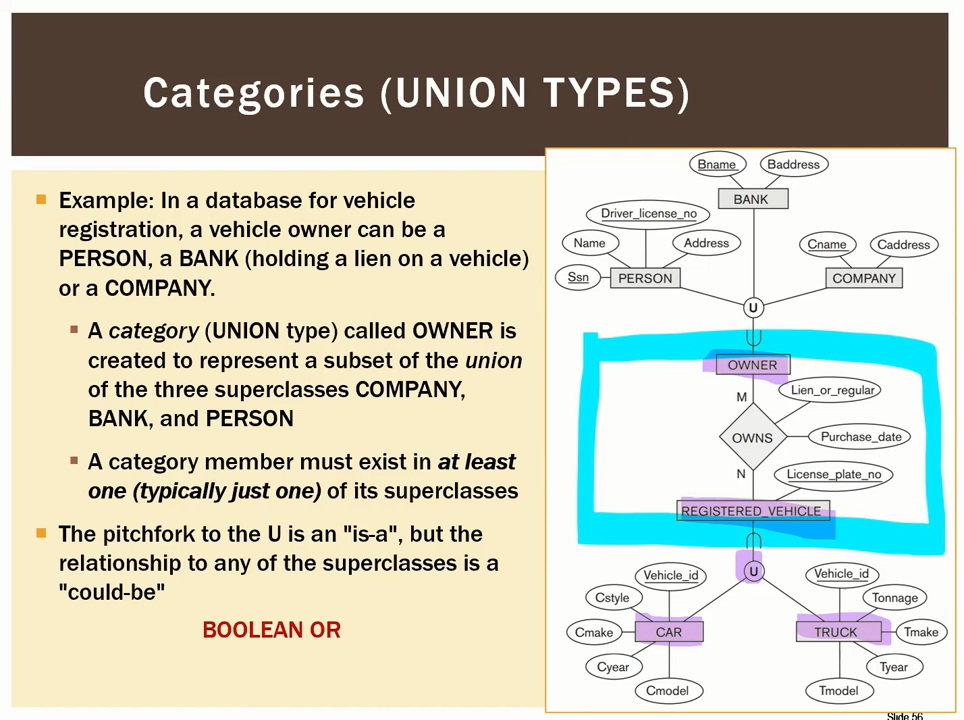 Categories (UNION TYPES)
Example: In a database for vehicle
registration, a vehicle owner can be a
PERSON, a BANK (holding a lien on a vehicle)
or a COMPANY.
A category (UNION type) called OWNER is
created to represent a subset of the union
of the three superclasses COMPANY,
BANK, and PERSON
A category member must exist in at least
one (typically just one) of its superclasses
The pitchfork to the U is an "is-a", but the
relationship to any of the superclasses is a
"could-be"
BOOLEAN OR
Bname
Baddress
BANK
Driver_license_no
Name
Address
Cname
Caddress
Ssn
PERSON
COMPANY
U
OWNER
M
Lien_or_regular
OWNS
Purchase_date
N
License_plate_no
REGISTERED_VEHICLE
U
Vehicle_id
Vehicle_id
Cstyle
Tonnage
Cmake
CAR
TRUCK
Tmake
Cyear
Tyear
Cmodel
Tmodel
Slide 56